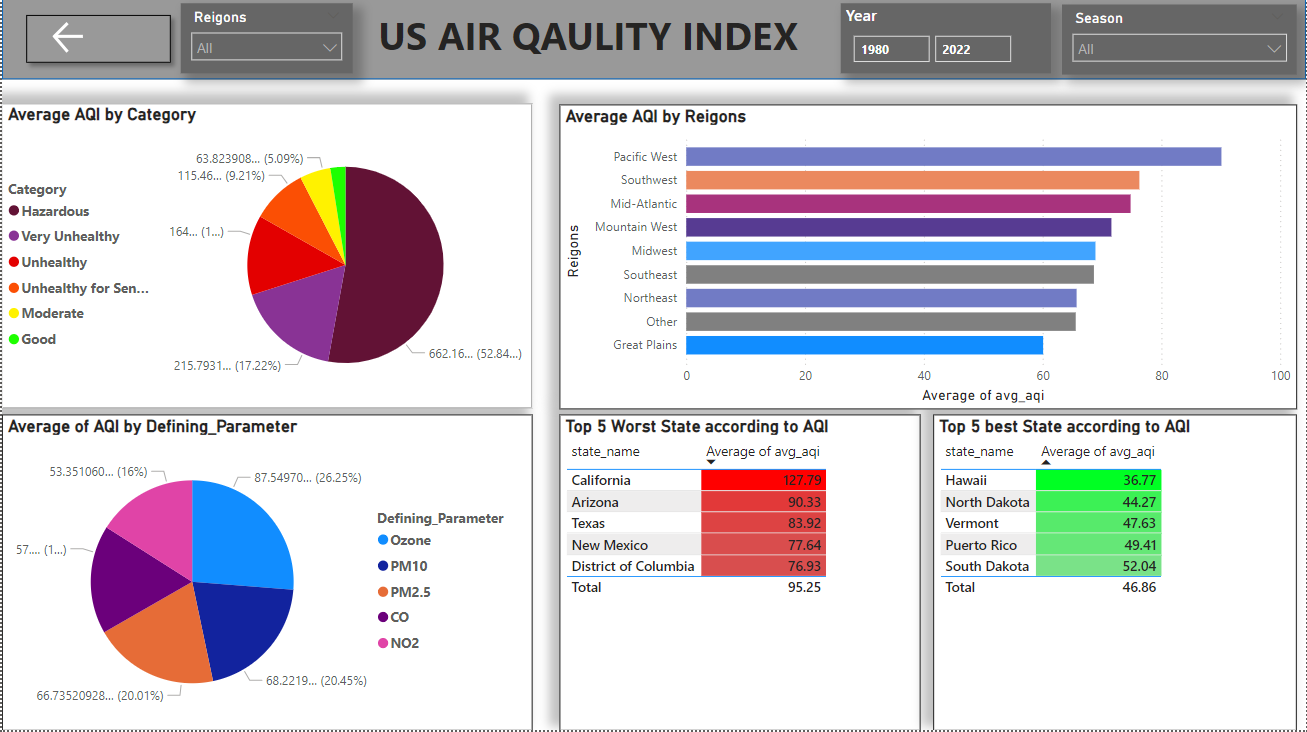 Reigons
All
US AIR QAULITY INDEX
Year
1980
2022
Season
All
Average AQI by Category
Category
Hazardous
Very Unhealthy
Unhealthy
Unhealthy for Sen...
Moderate
Good
63.823908... (5.09%)
115.46... (9.21%)
164... (1...)
215.7931... (17.22%)
662.16... (52.84...)
Average AQI by Reigons
Reigons
Pacific West
Southwest
Mid-Atlantic
Mountain West
Midwest
Southeast
Northeast
Other
Great Plains
0 20 40 60 80 100
Average of avg_aqi
Average of AQI by Defining_Parameter
53.351060... (16%)
87.54970... (26.25%)
57.... (1...)
66.73520928... (20.01%)
68.2219... (20.45%)
Defining_Parameter
Ozone
PM10
PM2.5
CO
NO2
Top 5 Worst State according to AQI
state_name Average of avg_aqi
California 127.79
Arizona 90.33
Texas 83.92
New Mexico 77.64
District of Columbia 76.93
Total 95.25
Top 5 best State according to AQI
state_name Average of avg_aqi
Hawaii 36.77
North Dakota 44.27
Vermont 47.63
Puerto Rico 49.41
South Dakota 52.04
Total 46.86